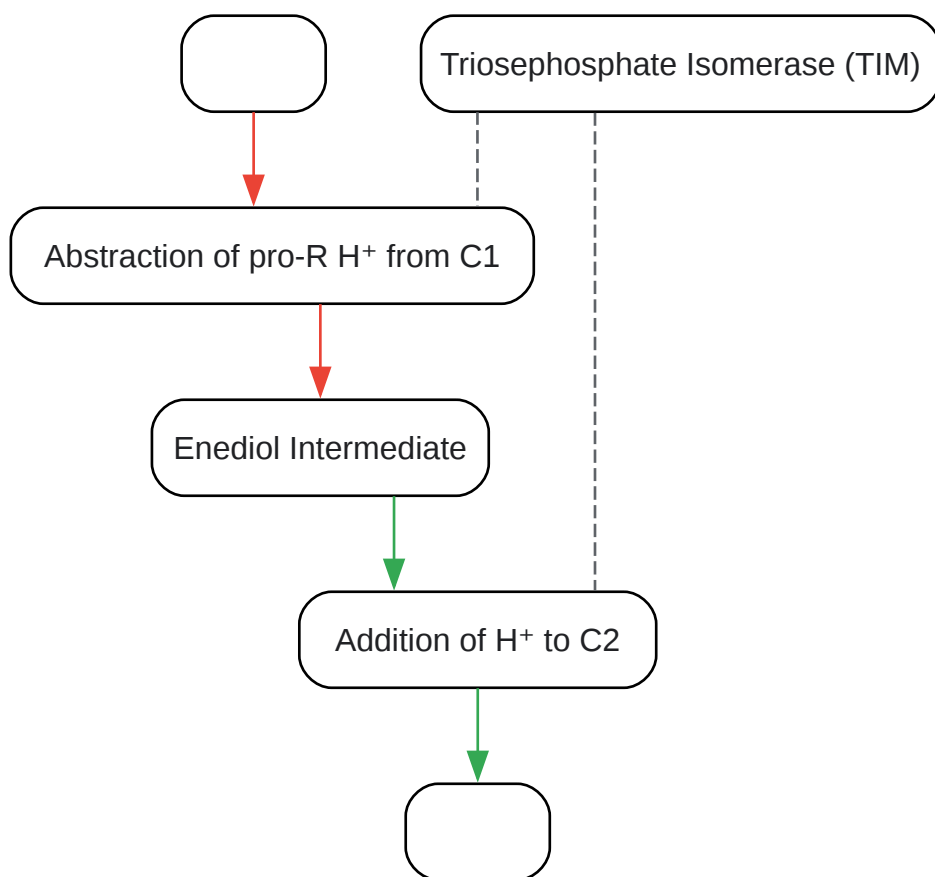 Triosephosphate Isomerase (TIM)
Abstraction of pro-R H⁺ from C1
Enediol Intermediate
Addition of H⁺ to C2